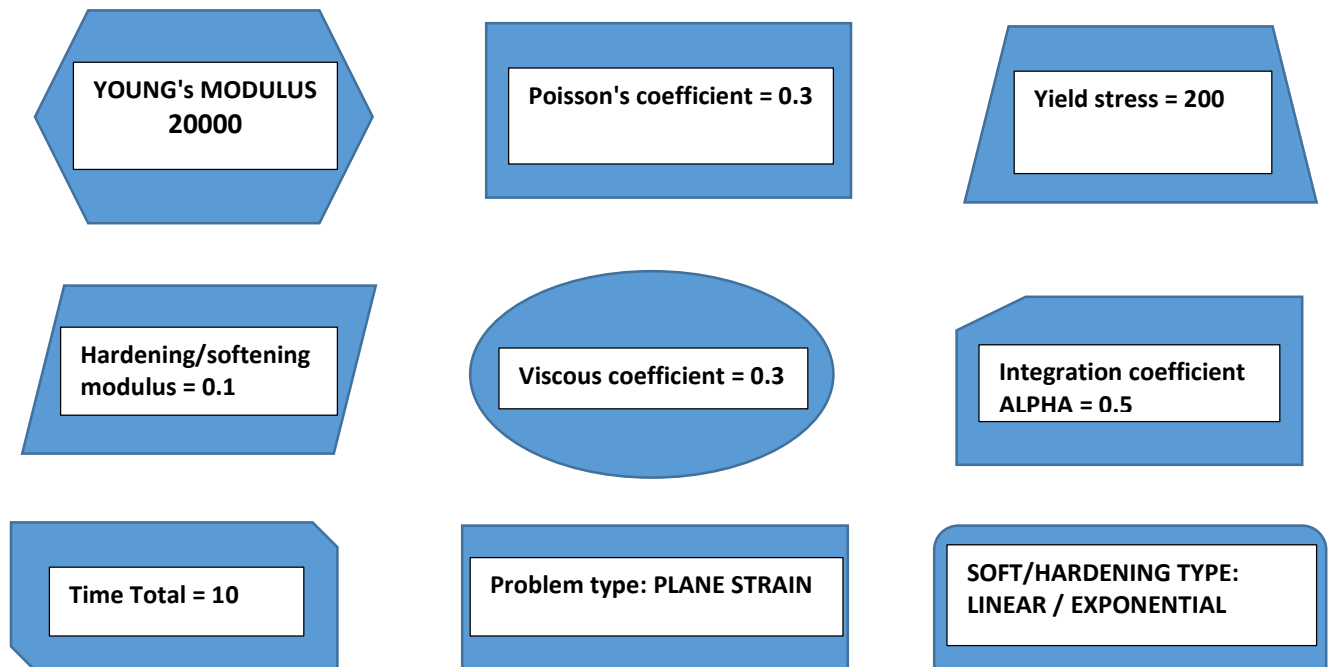 YOUNG's MODULUS
20000
Poisson's coefficient = 0.3
Yield stress = 200
Hardening/softening
modulus = 0.1
Viscous coefficient = 0.3
Integration coefficient
ALPHA = 0.5
Time Total = 10
Problem type: PLANE STRAIN
SOFT/HARDENING TYPE:
LINEAR / EXPONENTIAL